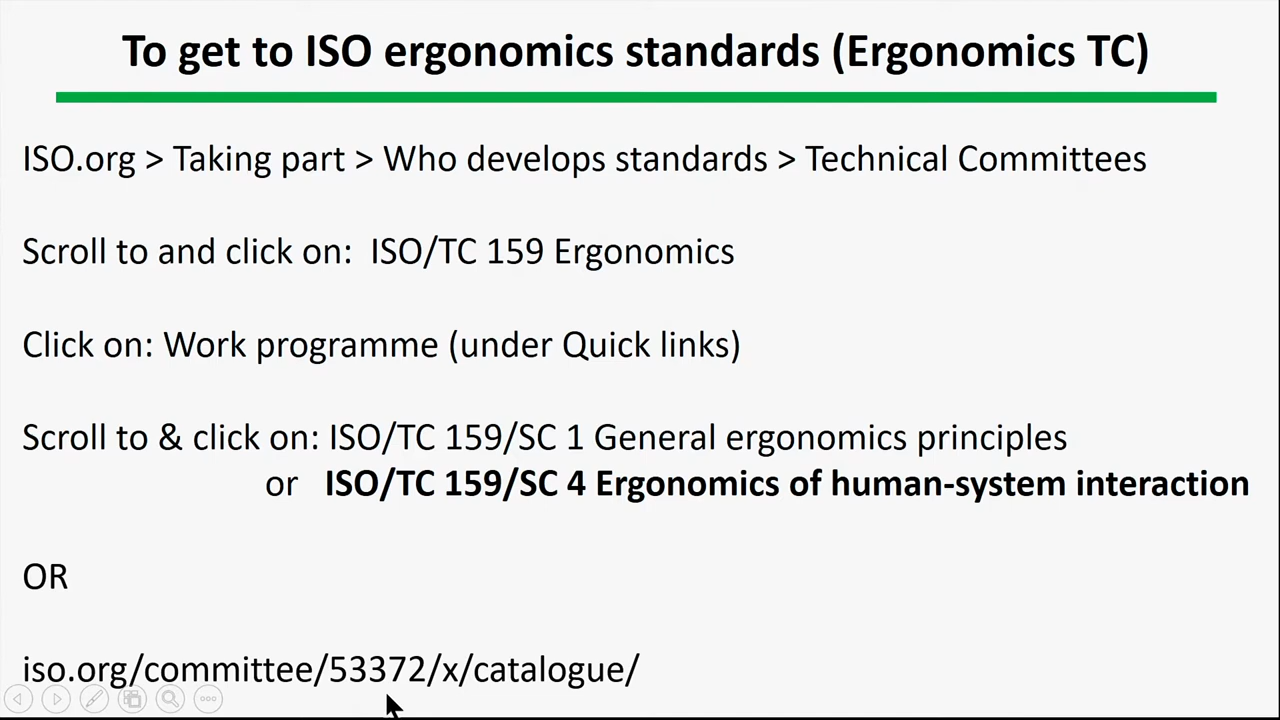 To get to ISO ergonomics standards (Ergonomics TC)
ISO.org > Taking part > Who develops standards > Technical Committees
Scroll to and click on: ISO/TC 159 Ergonomics
Click on: Work programme (under Quick links)
Scroll to & click on: ISO/TC 159/SC 1 General ergonomics principles
or ISO/TC 159/SC 4 Ergonomics of human-system interaction
OR
iso.org/committee/53372/x/catalogue/